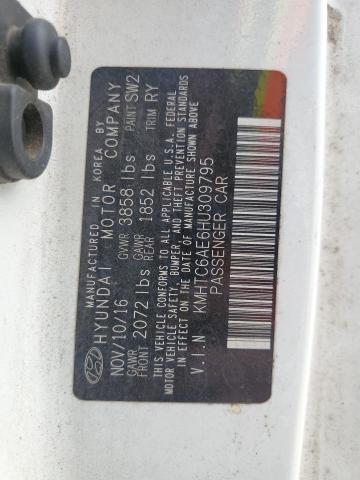 MANUFACTURED IN KOREA BY
HYUNDAI MOTOR COMPANY
NOV/10/16 GVWR 3858 lbs PAINT SW2
GAWR FRONT 2072 lbs GAWR REAR 1852 lbs TRIM RY
THIS VEHICLE CONFORMS TO ALL APPLICABLE U.S.A. FEDERAL
MOTOR VEHICLE SAFETY, BUMPER, AND THEFT PREVENTION STANDARDS
IN EFFECT ON THE DATE OF MANUFACTURE SHOWN ABOVE
V.I.N KMHTC6AE6HU309795
PASSENGER CAR